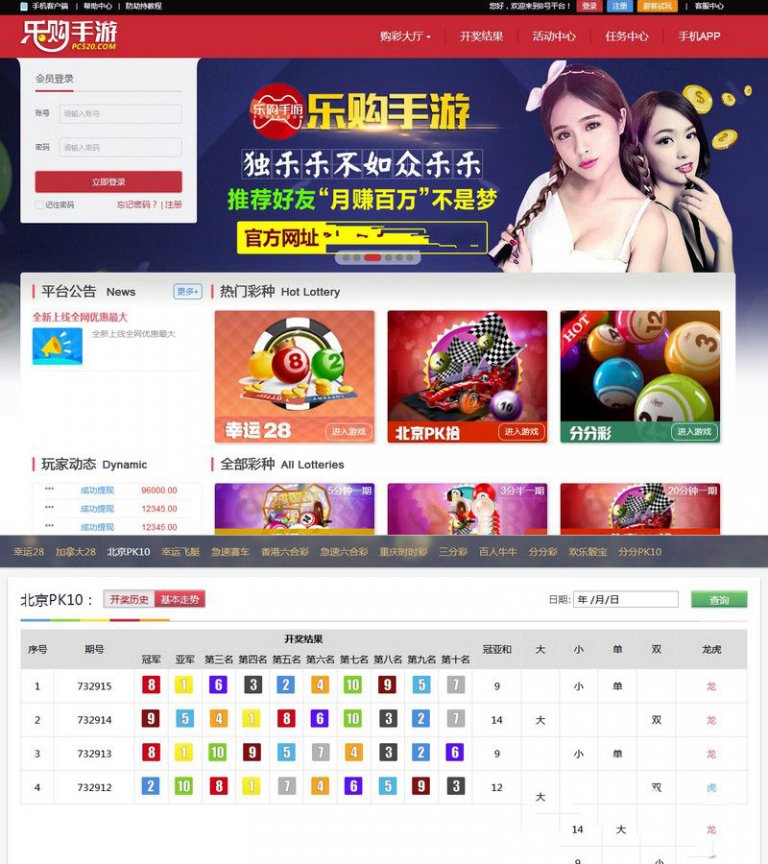 手机客户端 | 帮助中心 | 防劫持教程
您好，欢迎来到8号平台！ 登录 注册 游客试玩 | 客服中心
乐购手游
PC520.COM
购彩大厅 开奖结果 活动中心 任务中心 手机APP
会员登录
账号 请输入账号
密码 请输入密码
立即登录
记住密码 忘记密码？ | 注册
乐购手游 乐购手游
独乐乐不如众乐乐
推荐好友“月赚百万”不是梦
官方网址
平台公告 News 更多+
全新上线全网优惠最大
全新上线全网优惠最大
热门彩种 Hot Lottery
幸运28 进入游戏
北京PK拾 进入游戏
HOT
分分彩 进入游戏
玩家动态 Dynamic
*** 成功提现 96000.00
*** 成功提现 12345.00
*** 成功提现 12345.00
全部彩种 All Lotteries
5分钟一期 3分半一期 20分钟一期
幸运28 加拿大28 北京PK10 幸运飞艇 急速赛车 香港六合彩 急速六合彩 重庆时时彩 三分彩 百人牛牛 分分彩 欢乐骰宝 分分PK10
北京PK10： 开奖历史 基本走势 日期: 年 /月/日 查询
序号 期号 开奖结果 冠亚和 大 小 单 双 龙虎
冠军 亚军 第三名 第四名 第五名 第六名 第七名 第八名 第九名 第十名
1 732915 8 1 6 3 2 4 10 9 5 7 9 小 单 龙
2 732914 9 5 4 1 8 6 10 3 2 7 14 大 双 龙
3 732913 8 1 10 9 5 7 4 3 2 6 9 小 单 龙
4 732912 2 10 8 1 7 4 6 5 9 3 12 大 双 虎
14 大 龙
9 小